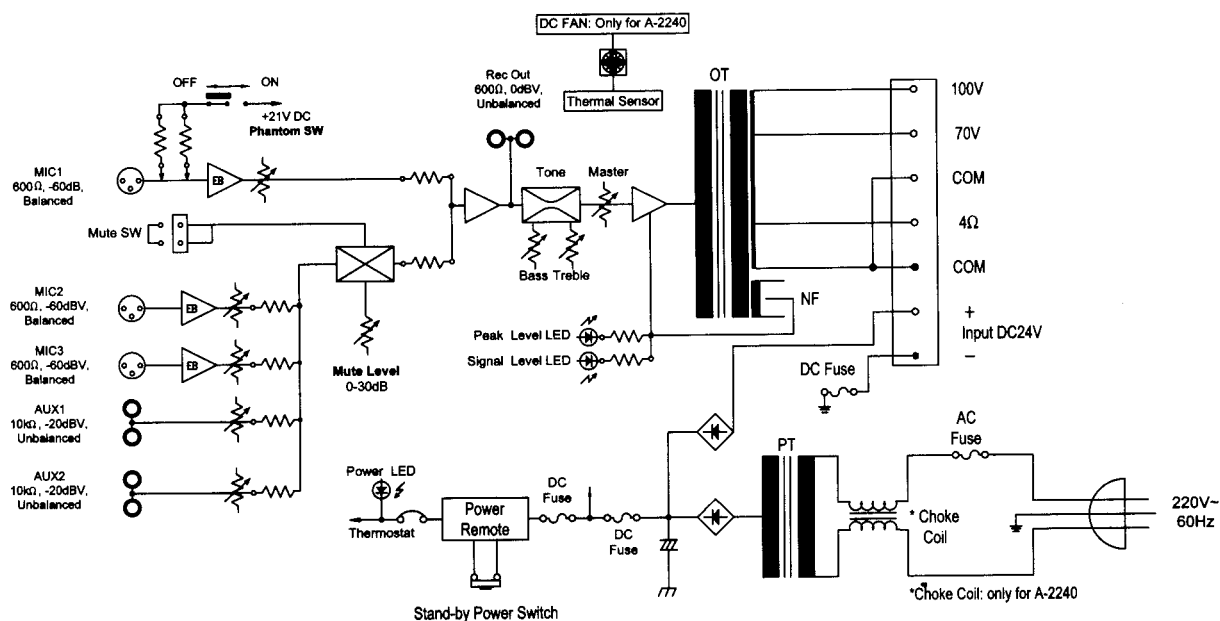 DC FAN: Only for A-2240
Thermal Sensor
OFF
ON
+21V DC
Phantom SW
Rec Out
600Ω, 0dBV,
Unbalanced
OT
100V
70V
COM
4Ω
COM
+
Input DC24V
−
MIC1
600Ω, -60dB,
Balanced
EB
Tone
Master
Mute SW
Bass Treble
NF
MIC2
600Ω, -60dBV,
Balanced
EB
Peak Level LED
Signal Level LED
MIC3
600Ω, -60dBV,
Balanced
EB
Mute Level
0-30dB
DC Fuse
AUX1
10kΩ, -20dBV,
Unbalanced
AUX2
10kΩ, -20dBV,
Unbalanced
PT
AC
Fuse
Power LED
Thermostat
Power
Remote
DC
Fuse
DC
Fuse
* Choke
Coil
220V~
60Hz
*Choke Coil: only for A-2240
Stand-by Power Switch